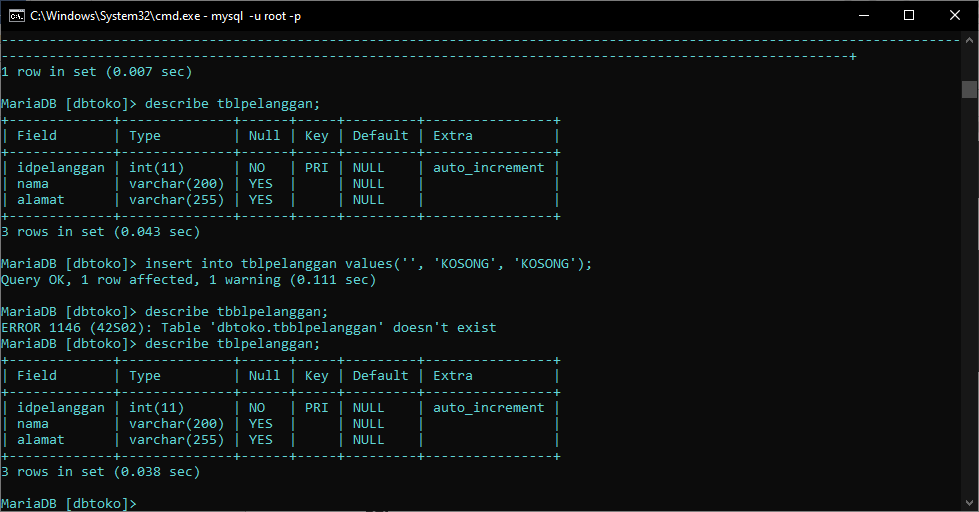 C:\Windows\System32\cmd.exe - mysql  -u root -p
--------------------------------------------------------------------------------------------------------------------------
----------------------------------------------------------------------------------------------------------+
1 row in set (0.007 sec)
MariaDB [dbtoko]> describe tblpelanggan;
+-------------+--------------+------+-----+---------+----------------+
| Field       | Type         | Null | Key | Default | Extra          |
+-------------+--------------+------+-----+---------+----------------+
| idpelanggan | int(11)      | NO   | PRI | NULL    | auto_increment |
| nama        | varchar(200) | YES  |     | NULL    |                |
| alamat      | varchar(255) | YES  |     | NULL    |                |
+-------------+--------------+------+-----+---------+----------------+
3 rows in set (0.043 sec)
MariaDB [dbtoko]> insert into tblpelanggan values('', 'KOSONG', 'KOSONG');
Query OK, 1 row affected, 1 warning (0.111 sec)
MariaDB [dbtoko]> describe tbblpelanggan;
ERROR 1146 (42S02): Table 'dbtoko.tbblpelanggan' doesn't exist
MariaDB [dbtoko]> describe tblpelanggan;
+-------------+--------------+------+-----+---------+----------------+
| Field       | Type         | Null | Key | Default | Extra          |
+-------------+--------------+------+-----+---------+----------------+
| idpelanggan | int(11)      | NO   | PRI | NULL    | auto_increment |
| nama        | varchar(200) | YES  |     | NULL    |                |
| alamat      | varchar(255) | YES  |     | NULL    |                |
+-------------+--------------+------+-----+---------+----------------+
3 rows in set (0.038 sec)
MariaDB [dbtoko]>